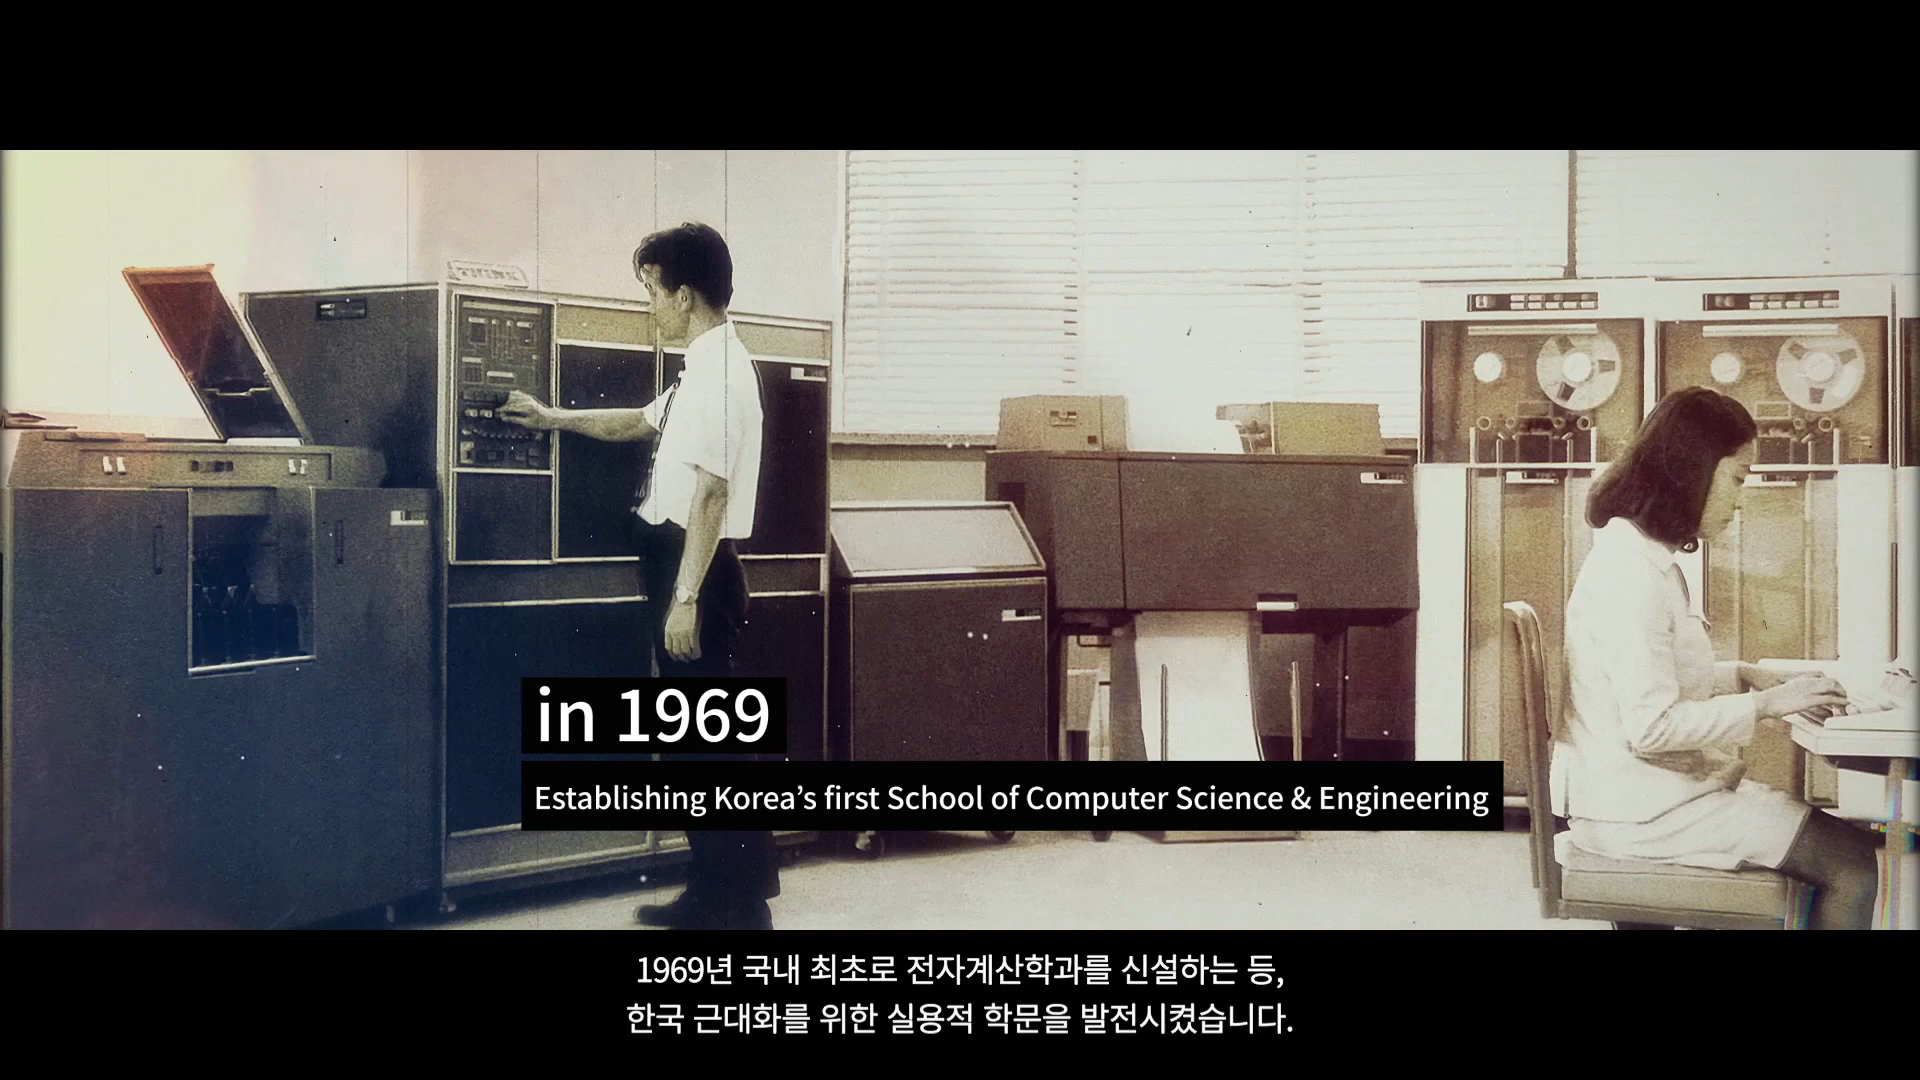 THINK
in 1969
Establishing Korea’s first School of Computer Science & Engineering
1969년 국내 최초로 전자계산학과를 신설하는 등,
한국 근대화를 위한 실용적 학문을 발전시켰습니다.